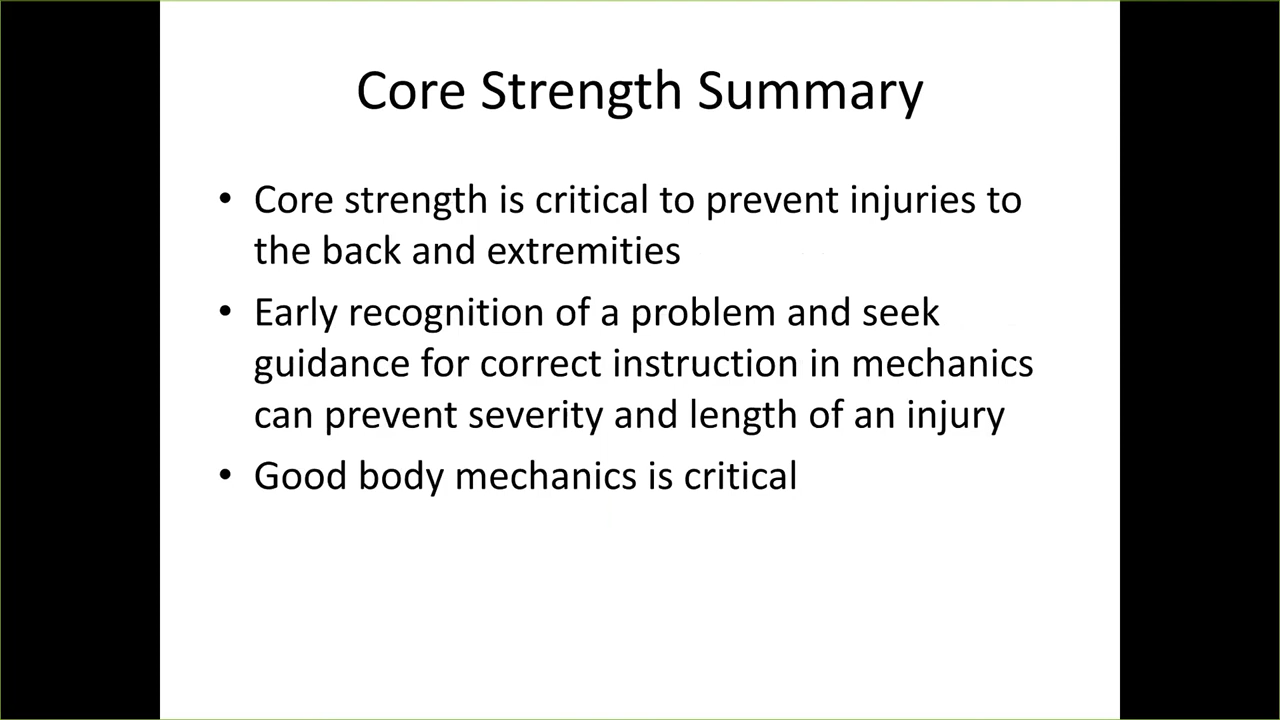 Core Strength Summary
• Core strength is critical to prevent injuries to
the back and extremities
• Early recognition of a problem and seek
guidance for correct instruction in mechanics
can prevent severity and length of an injury
• Good body mechanics is critical